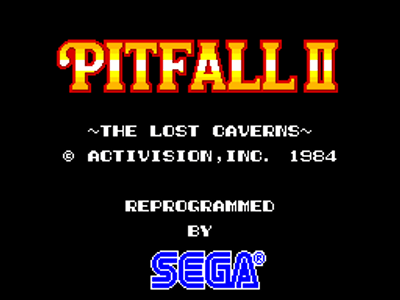 PITFALL II
~THE LOST CAVERNS~
© ACTIVISION,INC. 1984
REPROGRAMMED
BY
SEGA®